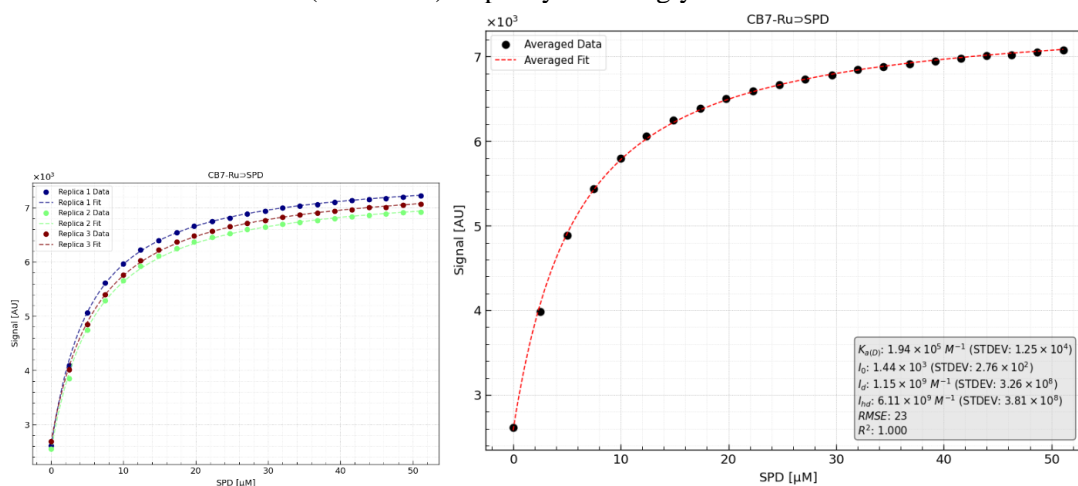 CB7-Ru⊃SPD
×10³
Replica 1 Data
Replica 1 Fit
Replica 2 Data
Replica 2 Fit
Replica 3 Data
Replica 3 Fit
7
6
5
4
3
Signal [AU]
0 10 20 30 40 50
SPD [µM]
CB7-Ru⊃SPD
×10³
Averaged Data
Averaged Fit
7
6
5
4
3
Signal [AU]
Kₐ₍D₎: 1.94 × 10⁵ M⁻¹ (STDEV: 1.25 × 10⁴)
I₀: 1.44 × 10³ (STDEV: 2.76 × 10²)
I_d: 1.15 × 10⁹ M⁻¹ (STDEV: 3.26 × 10⁸)
I_hd: 6.11 × 10⁹ M⁻¹ (STDEV: 3.81 × 10⁸)
RMSE: 23
R²: 1.000
0 10 20 30 40 50
SPD [µM]